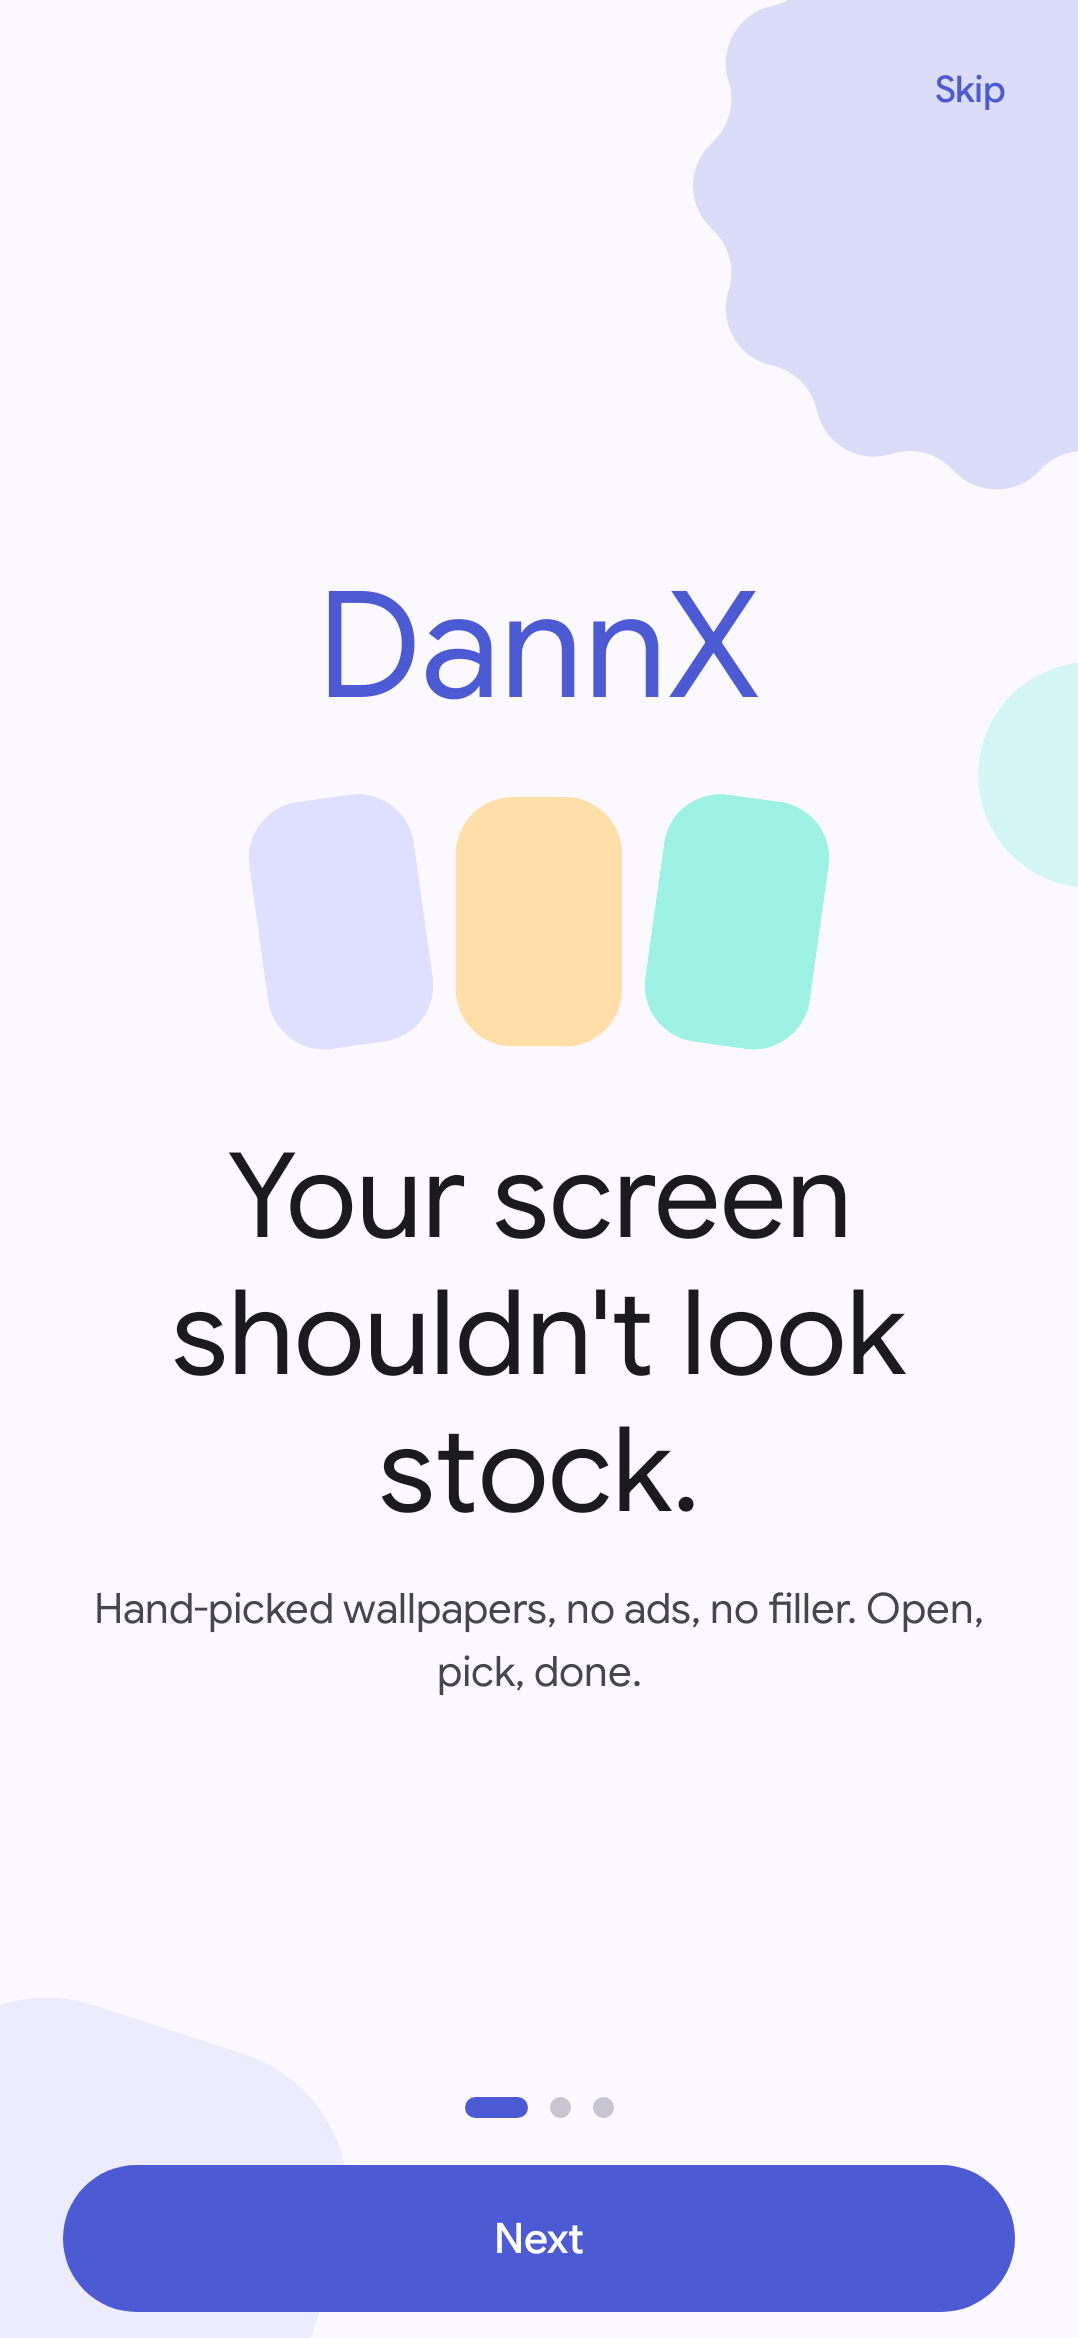 Skip
DannX
Your screen
shouldn't look
stock.
Hand-picked wallpapers, no ads, no filler. Open,
pick, done.
Next